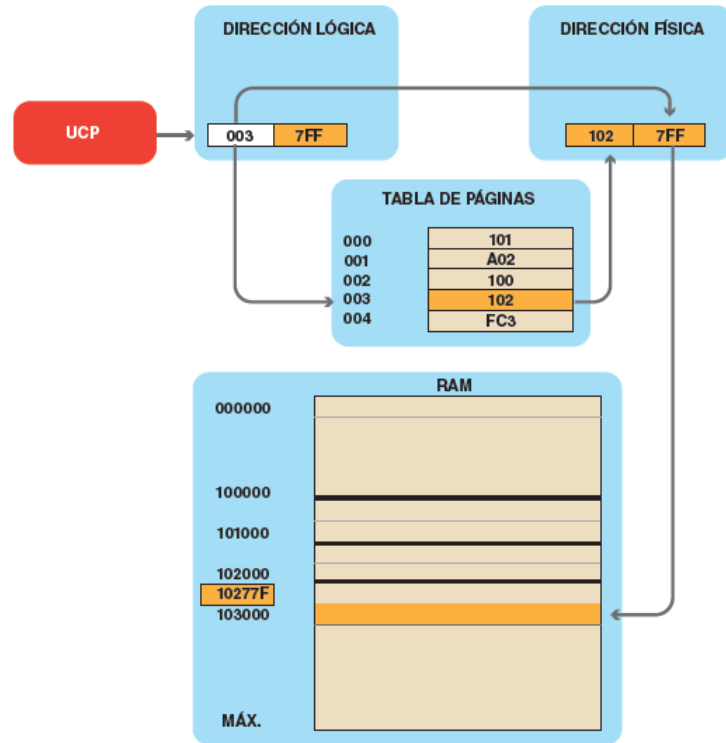 DIRECCIÓN LÓGICA
DIRECCIÓN FÍSICA
UCP
003 7FF
102 7FF
TABLA DE PÁGINAS
000 101
001 A02
002 100
003 102
004 FC3
RAM
000000
100000
101000
102000
10277F
103000
MÁX.